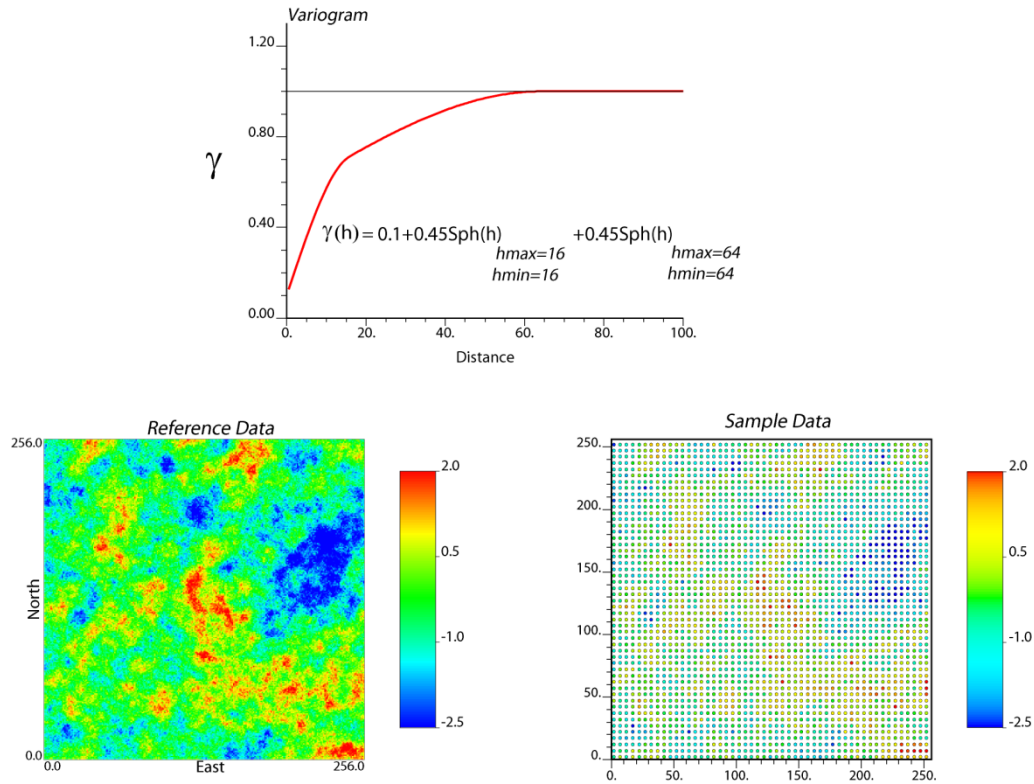 Variogram
1.20
0.80
γ
0.40
γ(h) = 0.1+0.45Sph(h) +0.45Sph(h)
hmax=16 hmax=64
hmin=16 hmin=64
0.00
0. 20. 40. 60. 80. 100.
Distance
Reference Data
256.0
2.0
0.5
North
-1.0
-2.5
0.0
0.0 East 256.0
Sample Data
250.
2.0
200.
0.5
150.
100.
-1.0
50.
-2.5
0.
0. 50. 100. 150. 200. 250.